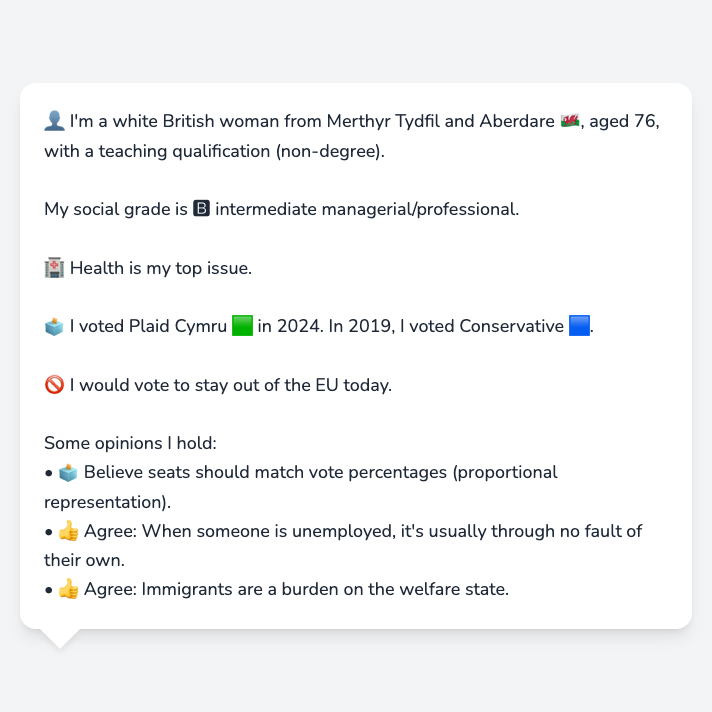 👤 I'm a white British woman from Merthyr Tydfil and Aberdare 🏴󠁧󠁢󠁷󠁬󠁳󠁿, aged 76,
with a teaching qualification (non-degree).
My social grade is 🅱 intermediate managerial/professional.
🏥 Health is my top issue.
🗳️ I voted Plaid Cymru 🟩 in 2024. In 2019, I voted Conservative 🟦.
🚫 I would vote to stay out of the EU today.
Some opinions I hold:
• 🗳️ Believe seats should match vote percentages (proportional
representation).
• 👍 Agree: When someone is unemployed, it's usually through no fault of
their own.
• 👍 Agree: Immigrants are a burden on the welfare state.